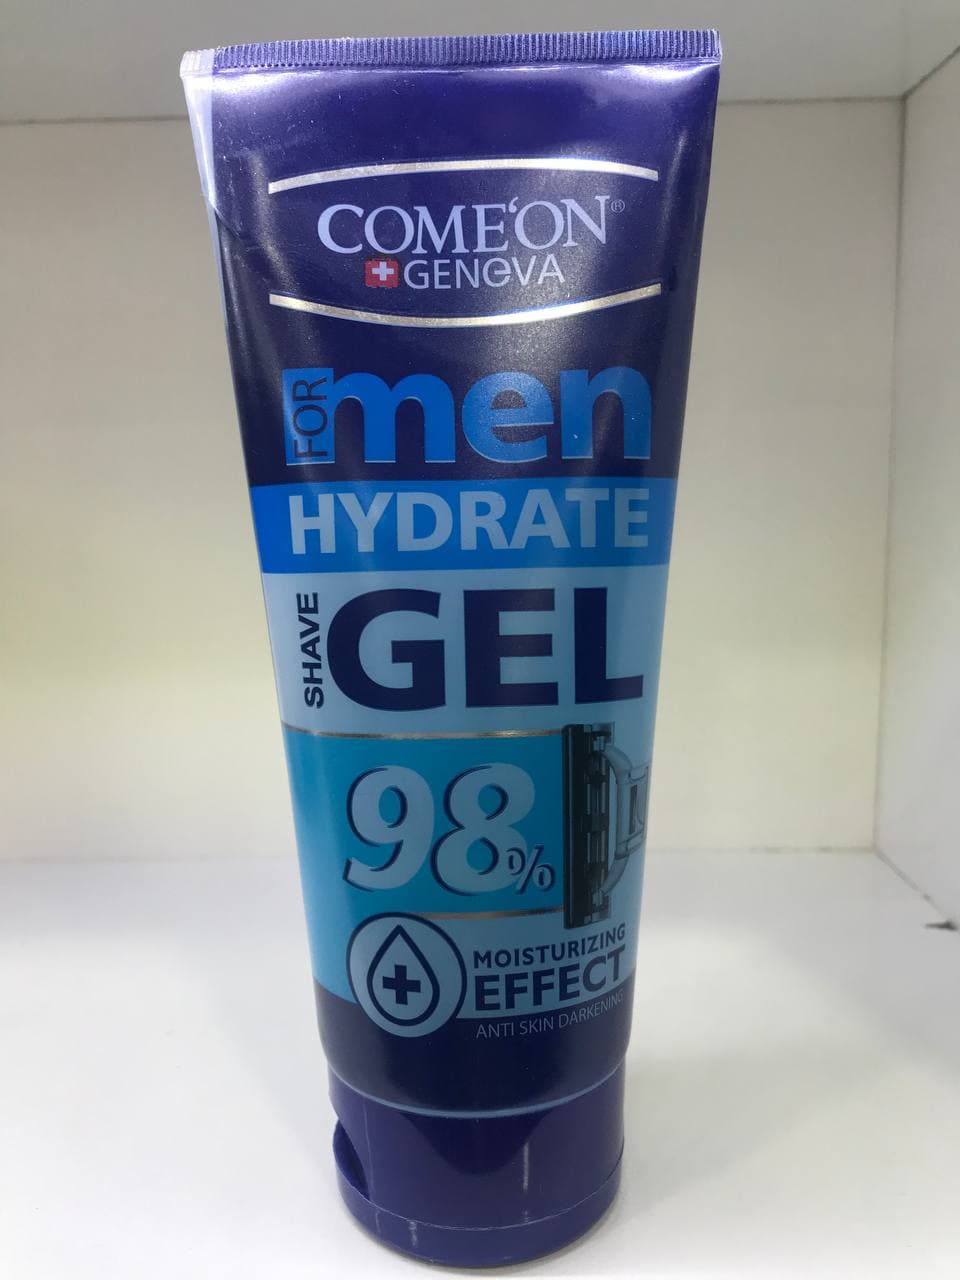 COME'ON®
GENEVA
FOR men
HYDRATE
SHAVE GEL
98%
MOISTURIZING
EFFECT
ANTI SKIN DARKENING